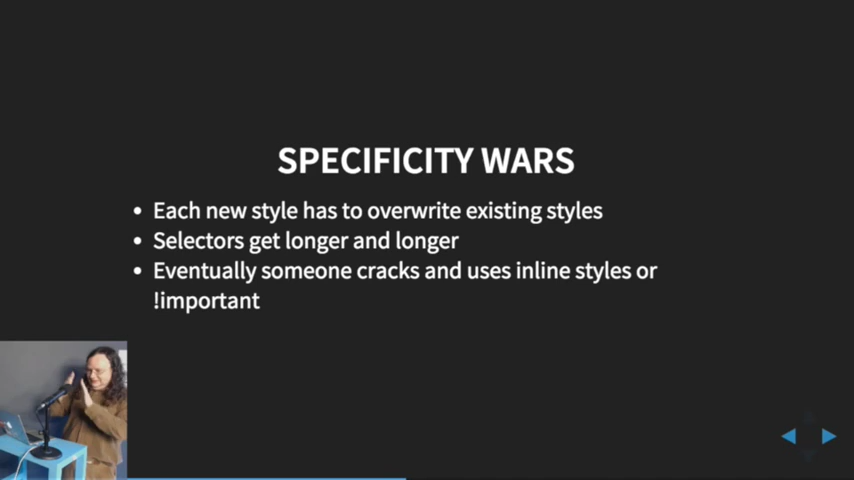 SPECIFICITY WARS
Each new style has to overwrite existing styles
Selectors get longer and longer
Eventually someone cracks and uses inline styles or
!important